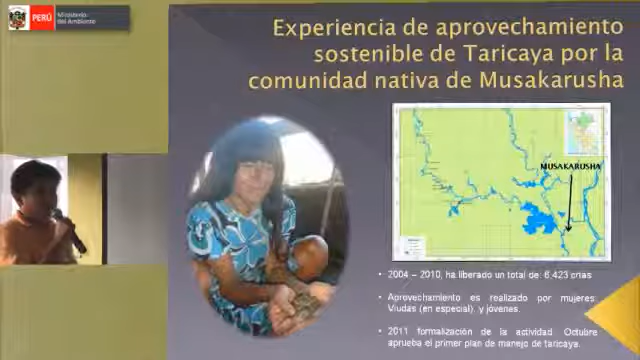 PERÚ
Ministerio
del Ambiente
Experiencia de aprovechamiento
sostenible de Taricaya por la
comunidad nativa de Musakarusha
MUSAKARUSHA
• 2004 – 2010, ha liberado un total de: 6,423 crías
• Aprovechamiento es realizado por mujeres:
Viudas (en especial), y jóvenes.
• 2011 formalización de la actividad. Octubre
aprueba el primer plan de manejo de taricaya.